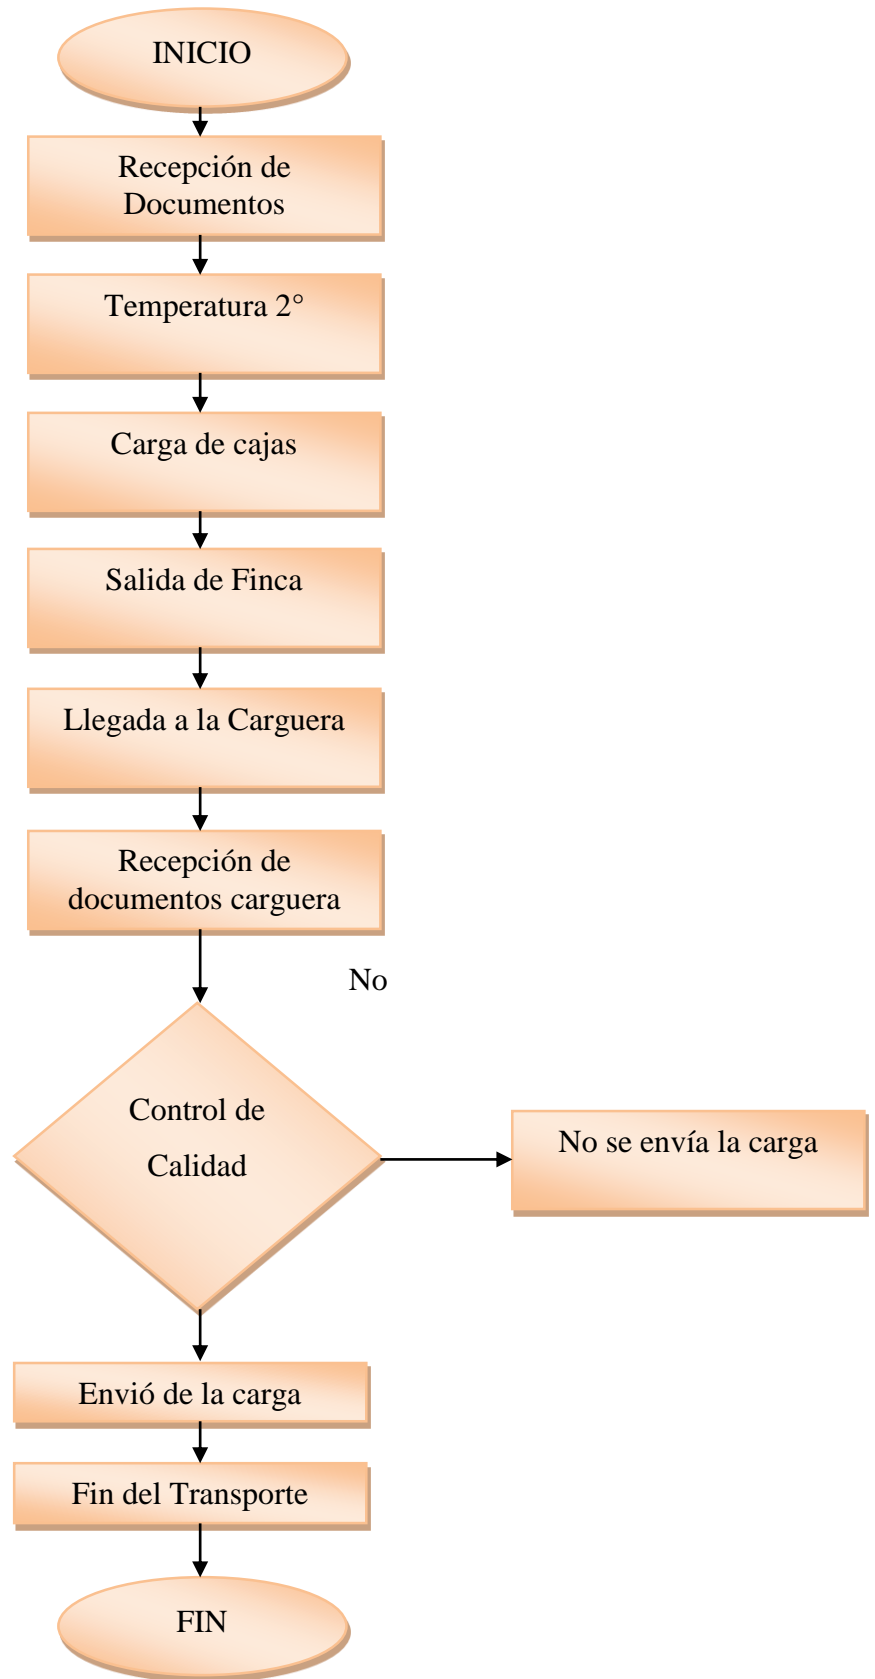 INICIO
Recepción de
Documentos
Temperatura 2°
Carga de cajas
Salida de Finca
Llegada a la Carguera
Recepción de
documentos carguera
No
Control de
Calidad
No se envía la carga
Envió de la carga
Fin del Transporte
FIN